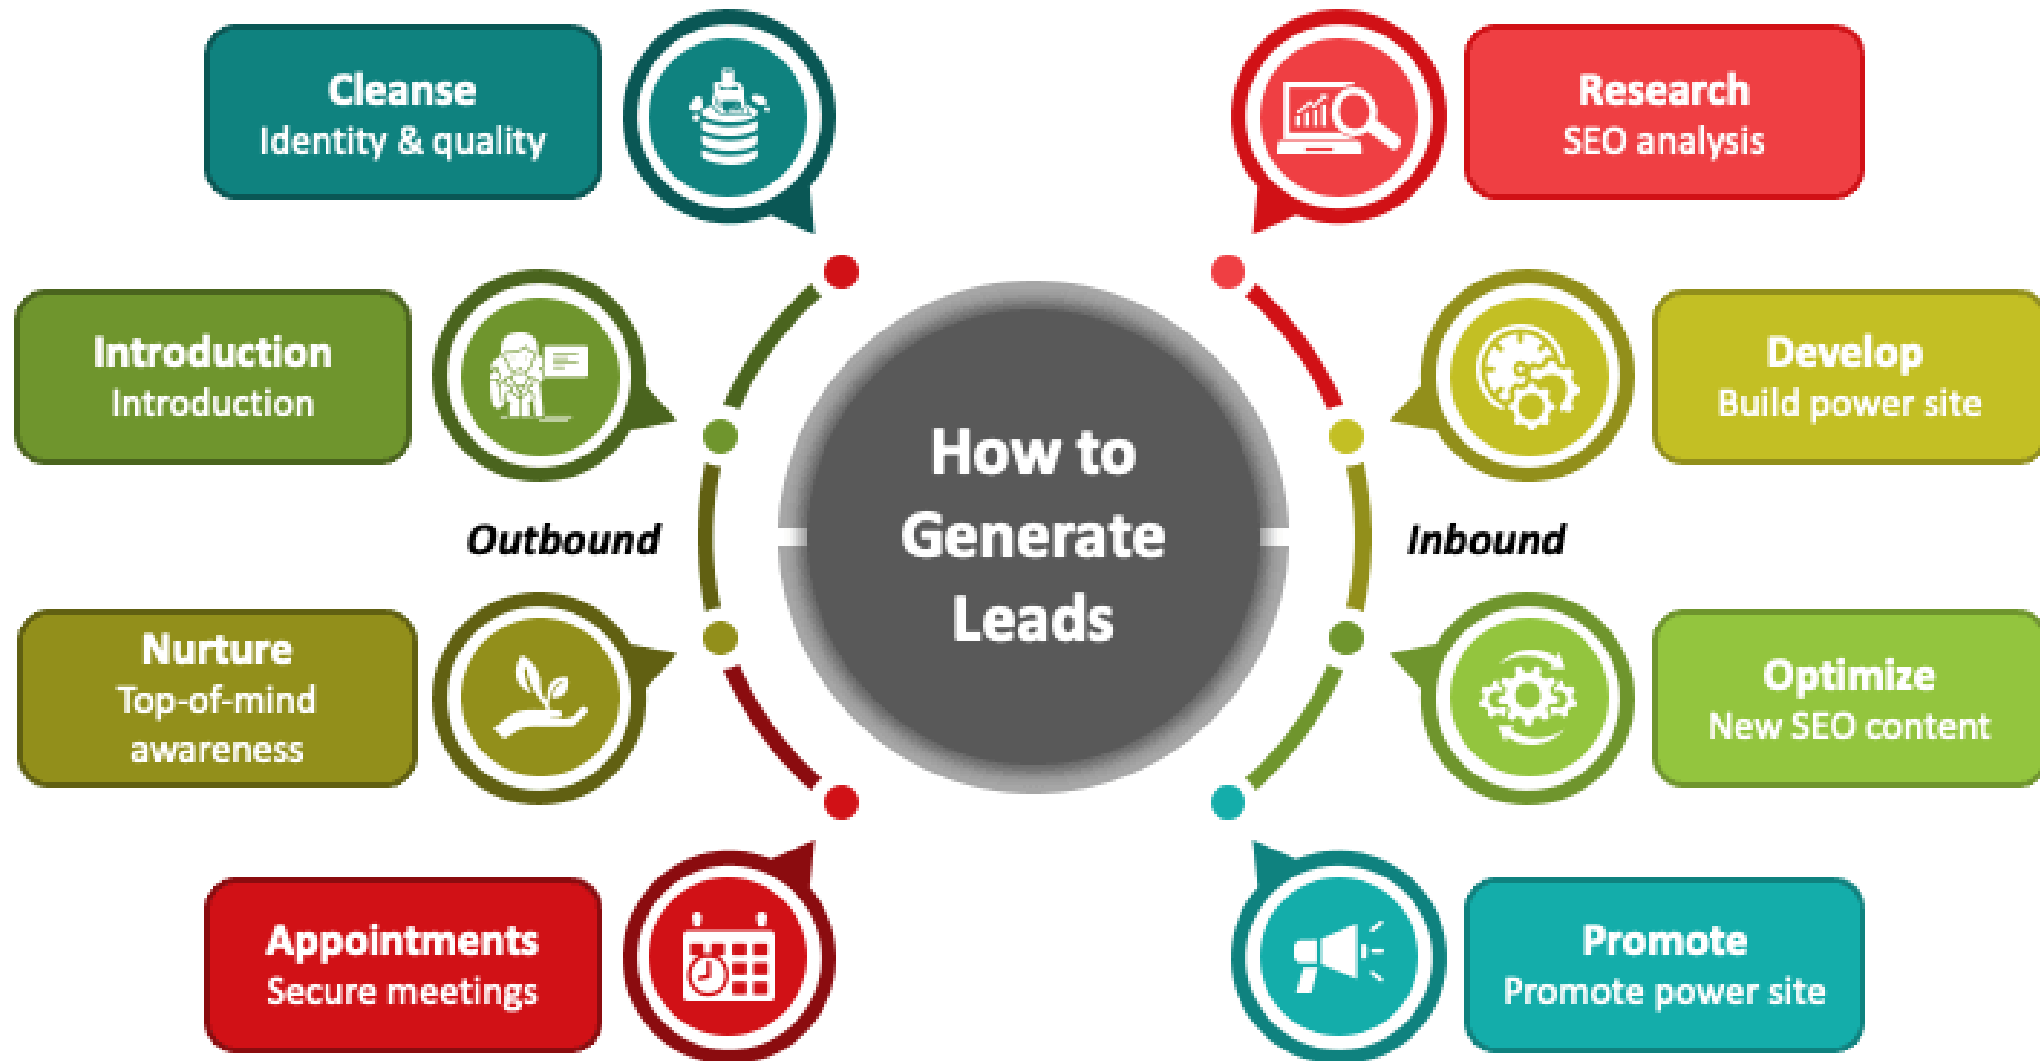 Cleanse
Identity & quality
Introduction
Introduction
Outbound
Nurture
Top-of-mind
awareness
Appointments
Secure meetings
How to
Generate
Leads
Research
SEO analysis
Develop
Build power site
Inbound
Optimize
New SEO content
Promote
Promote power site